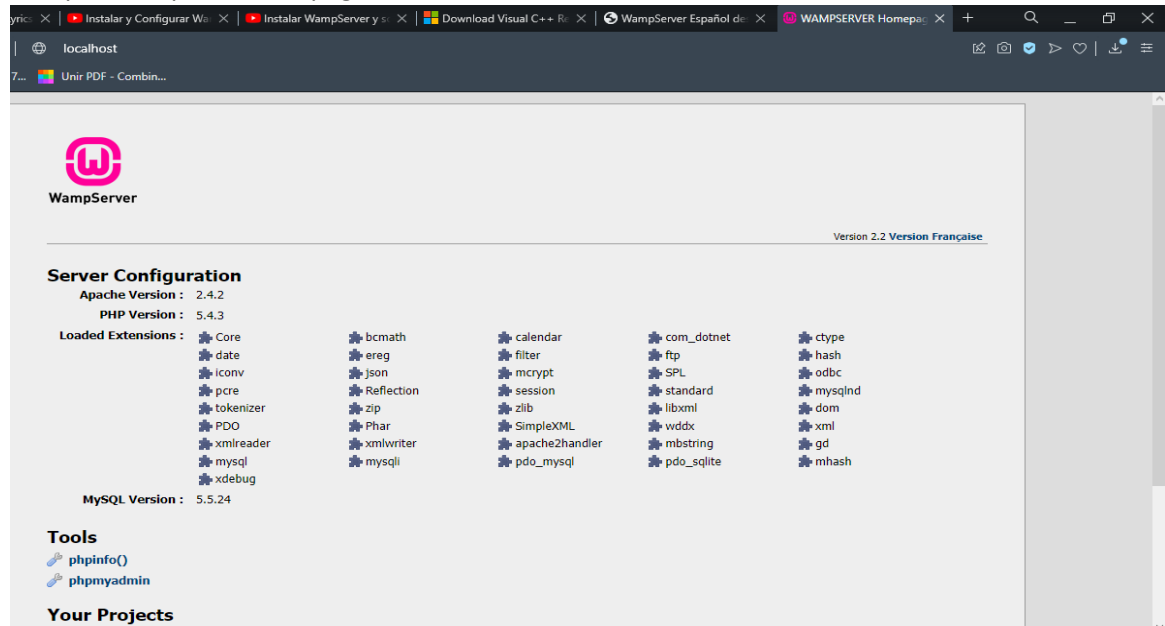 yrics
Instalar y Configurar Wa
Instalar WampServer y s
Download Visual C++ Re
WampServer Español de
WAMPSERVER Homepag
localhost
7... Unir PDF - Combin...
WampServer
Version 2.2 Version Française
Server Configuration
Apache Version : 2.4.2
PHP Version : 5.4.3
Loaded Extensions : Core bcmath calendar com_dotnet ctype
date ereg filter ftp hash
iconv json mcrypt SPL odbc
pcre Reflection session standard mysqlnd
tokenizer zip zlib libxml dom
PDO Phar SimpleXML wddx xml
xmlreader xmlwriter apache2handler mbstring gd
mysql mysqli pdo_mysql pdo_sqlite mhash
xdebug
MySQL Version : 5.5.24
Tools
phpinfo()
phpmyadmin
Your Projects